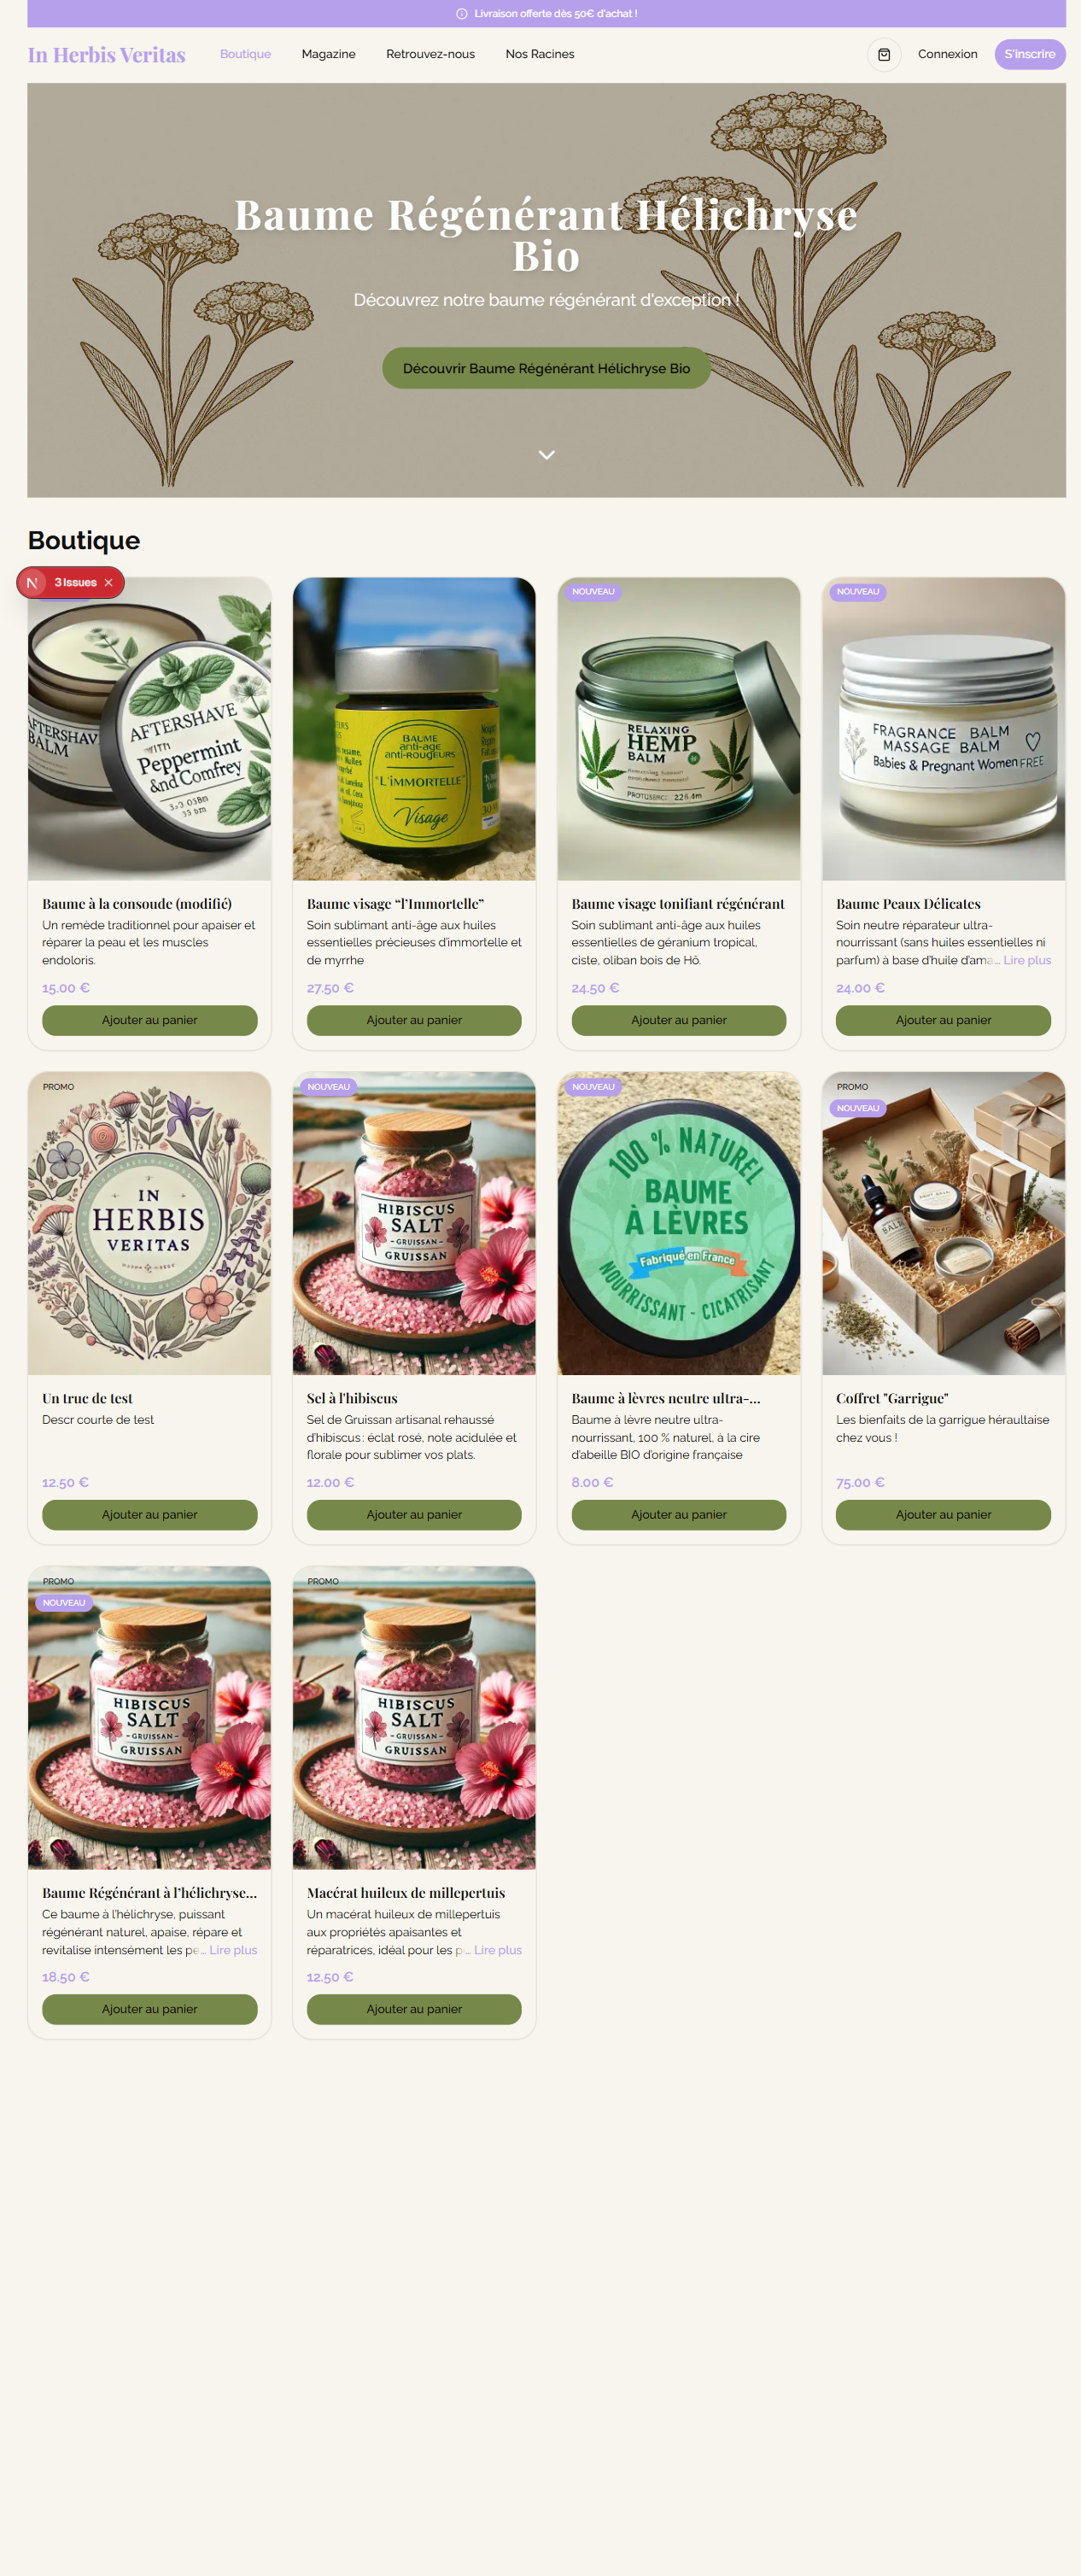 Livraison offerte dès 50€ d'achat !
In Herbis Veritas
Boutique
Magazine
Retrouvez-nous
Nos Racines
Connexion
S'inscrire
Baume Régénérant Hélichryse
Bio
Découvrez notre baume régénérant d'exception !
Découvrir Baume Régénérant Hélichryse Bio
Boutique
N
3 Issues
AFTERSHAVE
BALM
AFTERSHAVE
WITH
Peppermint
and Comfrey
BAUME
anti-age
anti-rougeurs
"L'IMMORTELLE"
Visage
NOUVEAU
RELAXING
HEMP
BALM
NOUVEAU
FRAGRANCE BALM
MASSAGE BALM
Babies & Pregnant Women FREE
Baume à la consoude (modifié)
Un remède traditionnel pour apaiser et
réparer la peau et les muscles
endoloris.
15.00 €
Ajouter au panier
Baume visage “l’Immortelle”
Soin sublimant anti-âge aux huiles
essentielles précieuses d’immortelle et
de myrrhe
27.50 €
Ajouter au panier
Baume visage tonifiant régénérant
Soin sublimant anti-âge aux huiles
essentielles de géranium tropical,
ciste, oliban bois de Hô.
24.50 €
Ajouter au panier
Baume Peaux Délicates
Soin neutre réparateur ultra-
nourrissant (sans huiles essentielles ni
parfum) à base d’huile d’ama... Lire plus
24.00 €
Ajouter au panier
PROMO
IN
HERBIS
VERITAS
NOUVEAU
HIBISCUS
SALT
- GRUISSAN -
GRUISSAN
NOUVEAU
100 % NATUREL
BAUME
À LÈVRES
Fabriqué en France
NOURRISSANT - CICATRISANT
PROMO
NOUVEAU
Un truc de test
Descr courte de test
12.50 €
Ajouter au panier
Sel à l'hibiscus
Sel de Gruissan artisanal rehaussé
d’hibiscus : éclat rosé, note acidulée et
florale pour sublimer vos plats.
12.00 €
Ajouter au panier
Baume à lèvres neutre ultra-...
Baume à lèvre neutre ultra-
nourrissant, 100 % naturel, à la cire
d’abeille BIO d’origine française
8.00 €
Ajouter au panier
Coffret "Garrigue"
Les bienfaits de la garrigue héraultaise
chez vous !
75.00 €
Ajouter au panier
PROMO
NOUVEAU
HIBISCUS
SALT
- GRUISSAN -
GRUISSAN
PROMO
HIBISCUS
SALT
- GRUISSAN -
GRUISSAN
Baume Régénérant à l’hélichryse...
Ce baume à l’hélichryse, puissant
régénérant naturel, apaise, répare et
revitalise intensément les pe... Lire plus
18.50 €
Ajouter au panier
Macérat huileux de millepertuis
Un macérat huileux de millepertuis
aux propriétés apaisantes et
réparatrices, idéal pour les p... Lire plus
12.50 €
Ajouter au panier